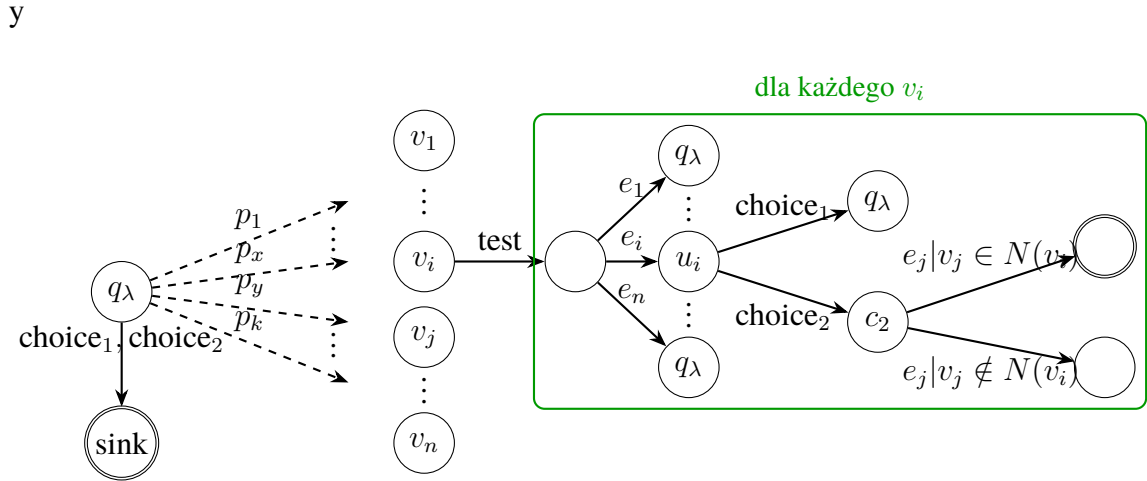 y
dla każdego v_i
v_1
q_λ
⋮
e_1
choice_1
q_λ
p_1
⋮
p_x
test
e_i
v_i
u_i
e_j|v_j ∈ N(v_i)
q_λ
p_y
e_n
choice_2
c_2
p_k
choice_1, choice_2
v_j
⋮
⋮
q_λ
e_j|v_j ∉ N(v_i)
⋮
sink
v_n